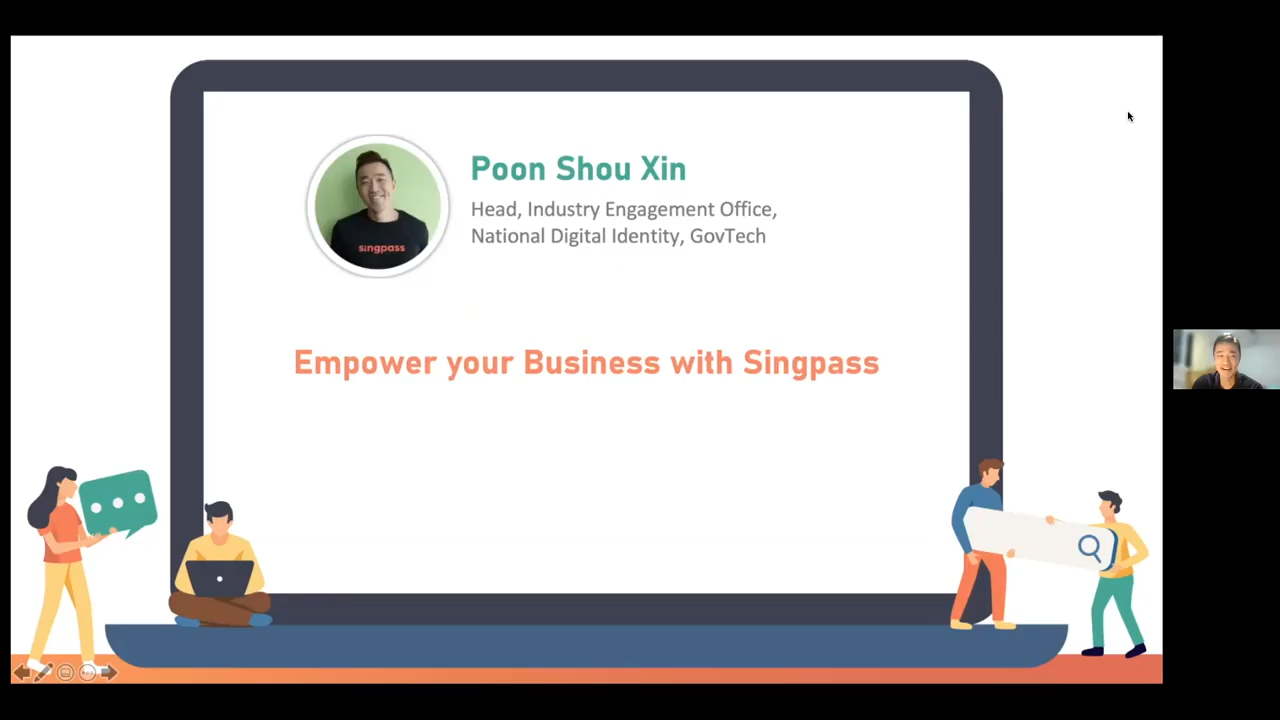 Poon Shou Xin
Head, Industry Engagement Office,
National Digital Identity, GovTech
singpass
Empower your Business with Singpass